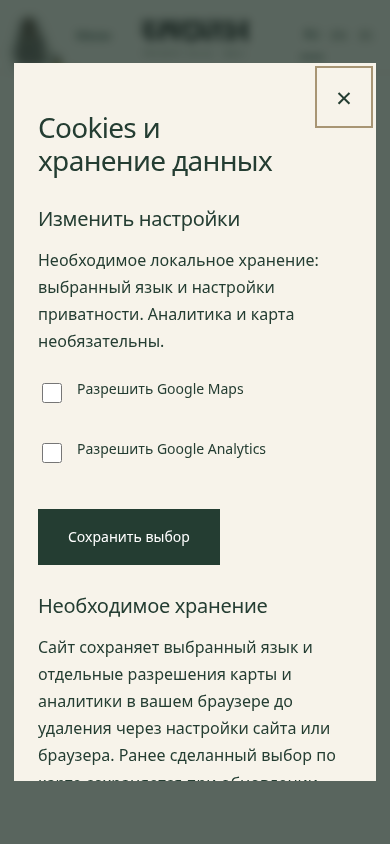 ✕
Cookies и
хранение данных
Изменить настройки
Необходимое локальное хранение:
выбранный язык и настройки
приватности. Аналитика и карта
необязательны.
Разрешить Google Maps
Разрешить Google Analytics
Сохранить выбор
Необходимое хранение
Сайт сохраняет выбранный язык и
отдельные разрешения карты и
аналитики в вашем браузере до
удаления через настройки сайта или
браузера. Ранее сделанный выбор по